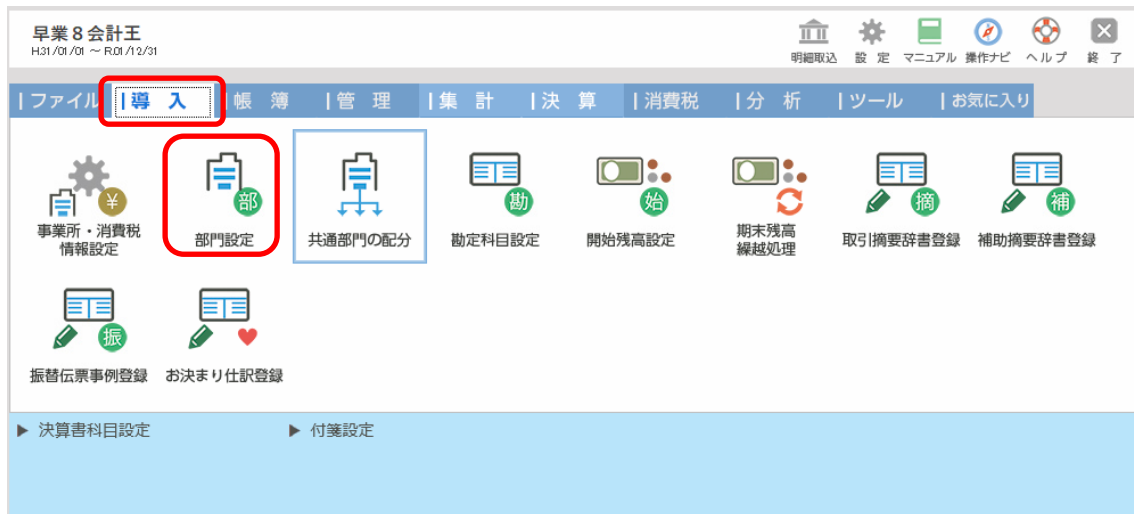 早業8会計王
H.31/01/01 ～ R.01/12/31
明細取込 設 定 マニュアル 操作ナビ ヘルプ 終 了
|ファイル |導 入 |帳 簿 |管 理 |集 計 |決 算 |消費税 |分 析 |ツール |お気に入り
¥ 部 勘 始 摘 補
事業所・消費税
情報設定
部門設定
共通部門の配分
勘定科目設定
開始残高設定
期末残高
繰越処理
取引摘要辞書登録
補助摘要辞書登録
振
振替伝票事例登録
お決まり仕訳登録
▶ 決算書科目設定 ▶ 付箋設定